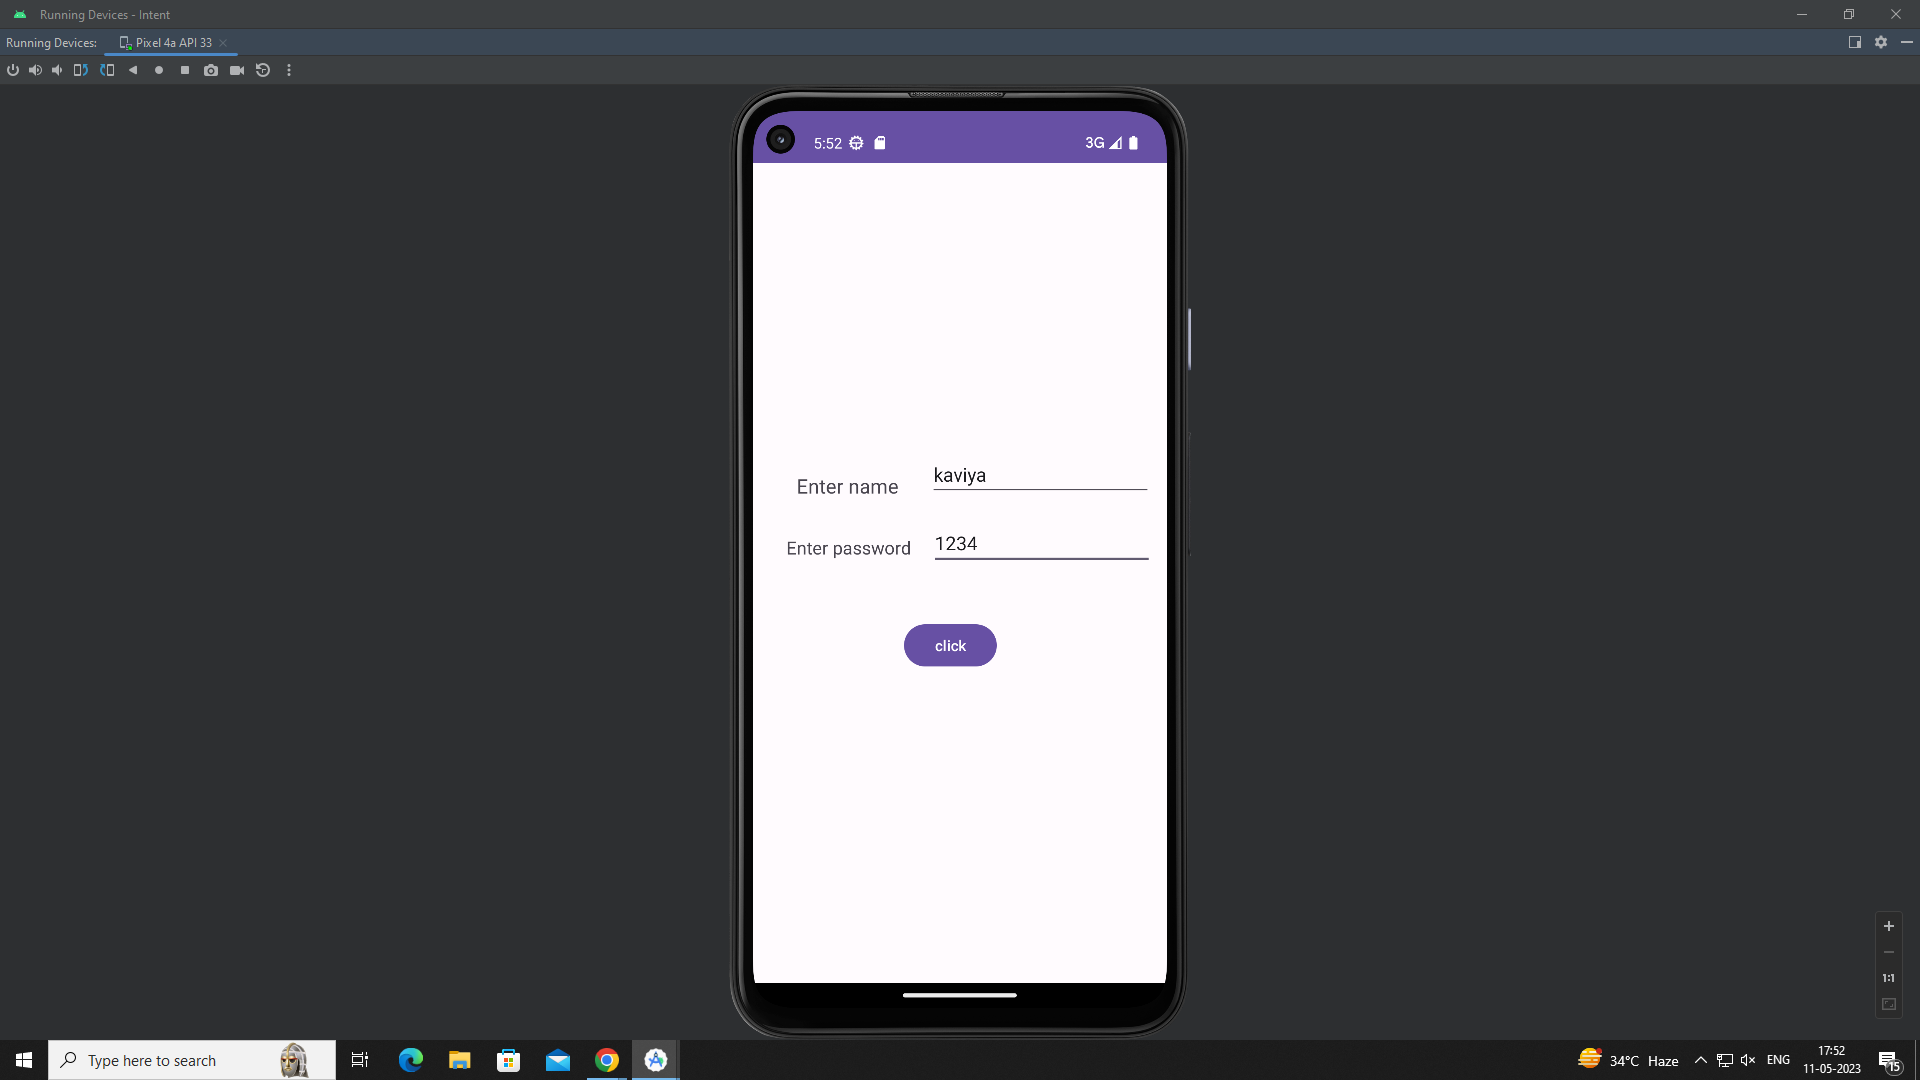 Running Devices - Intent
Running Devices: Pixel 4a API 33
5:52 3G
Enter name kaviya
Enter password 1234
click
1:1
Type here to search
34°C Haze ENG 17:52
11-05-2023
15